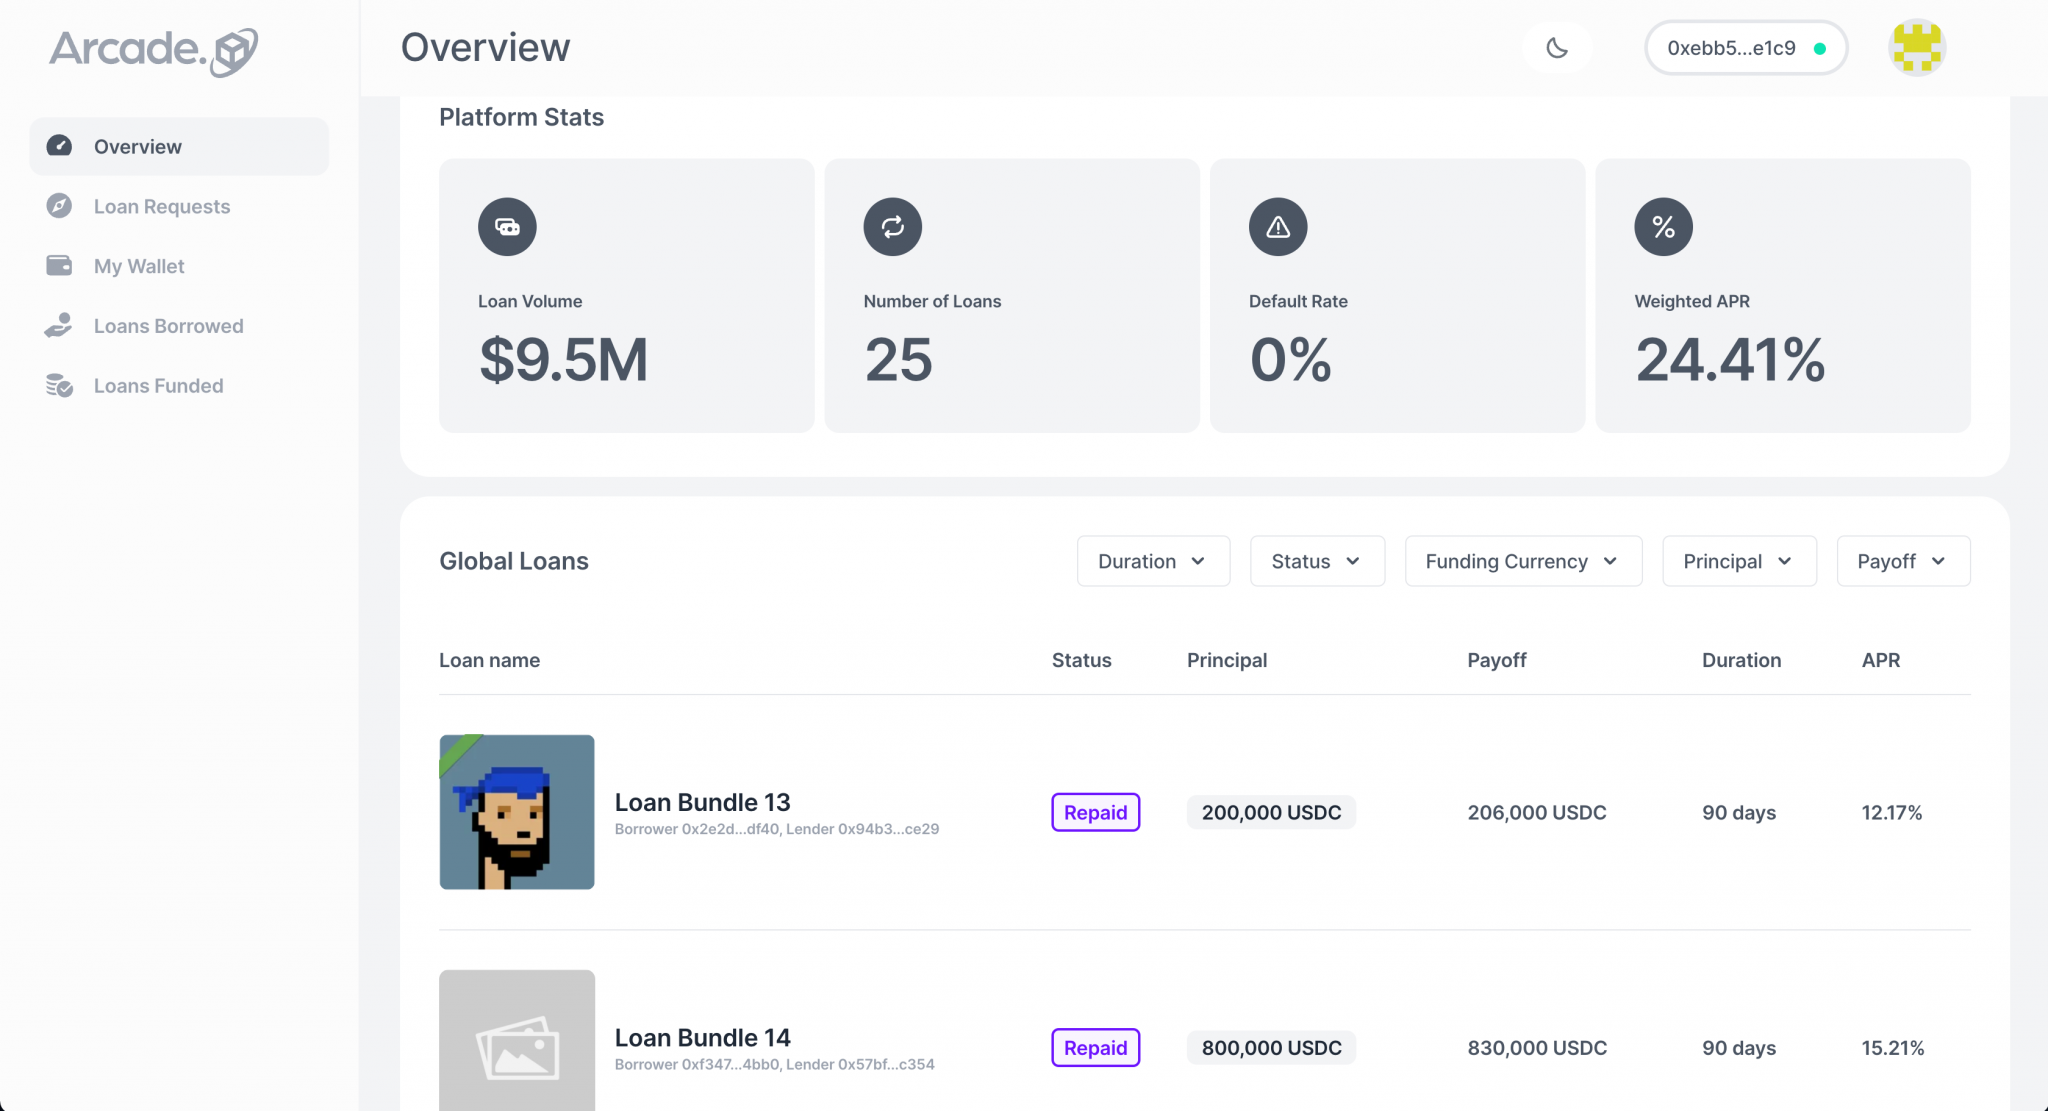 Arcade.
Overview
0xebb5...e1c9
Overview
Loan Requests
My Wallet
Loans Borrowed
Loans Funded
Platform Stats
Loan Volume
$9.5M
Number of Loans
25
Default Rate
0%
%
Weighted APR
24.41%
Global Loans
Duration
Status
Funding Currency
Principal
Payoff
Loan name Status Principal Payoff Duration APR
Loan Bundle 13
Borrower 0x2e2d...df40, Lender 0x94b3...ce29
Repaid
200,000 USDC
206,000 USDC
90 days
12.17%
Loan Bundle 14
Borrower 0xf347...4bb0, Lender 0x57bf...c354
Repaid
800,000 USDC
830,000 USDC
90 days
15.21%